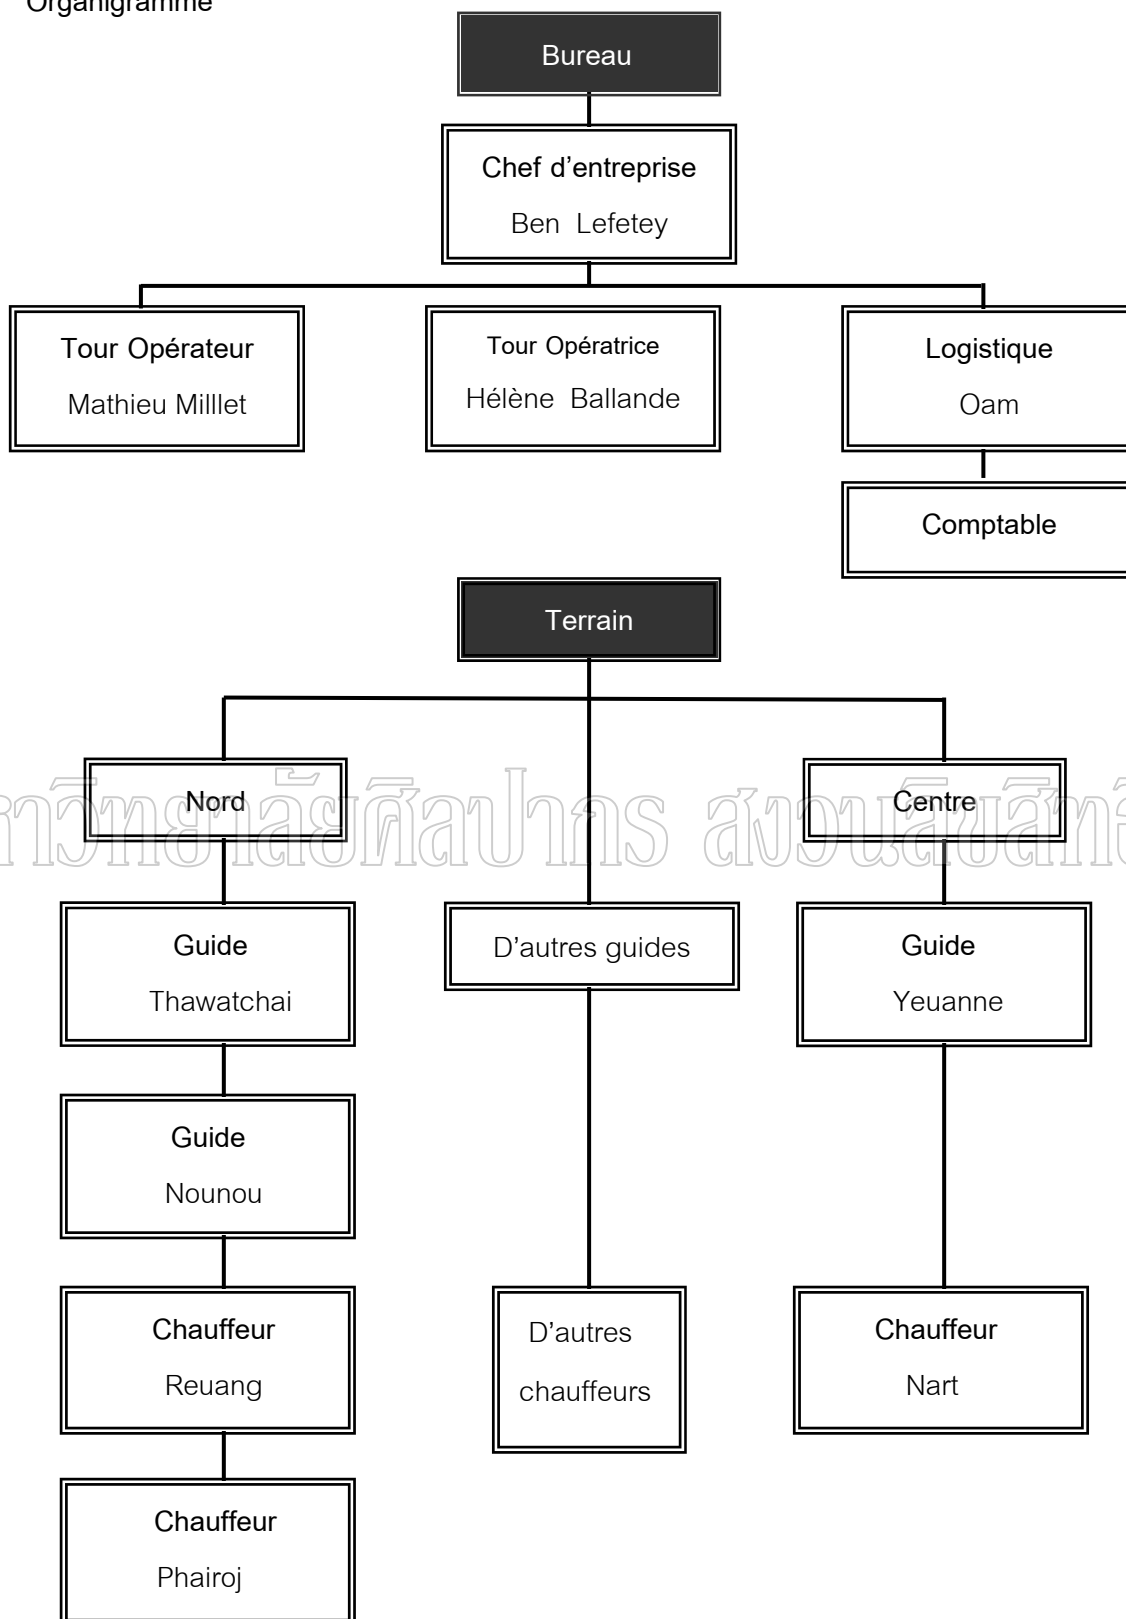 Organigramme
Bureau
Chef d’entreprise
Ben Lefetey
Tour Opérateur
Mathieu Milllet
Tour Opératrice
Hélène Ballande
Logistique
Oam
Comptable
Terrain
Nord
Centre
Guide
Thawatchai
D’autres guides
Guide
Yeuanne
Guide
Nounou
Chauffeur
Reuang
D’autres
chauffeurs
Chauffeur
Nart
Chauffeur
Phairoj